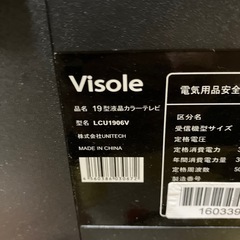 Visole
品名 19型液晶カラーテレビ
型名 LCU1906V
株式会社UNITECH
MADE IN CHINA
電気用品安全
区分名
受信機型サイズ
定格電圧
定格消費電力
年間消費電力量
定格周波数
製造番号
160339